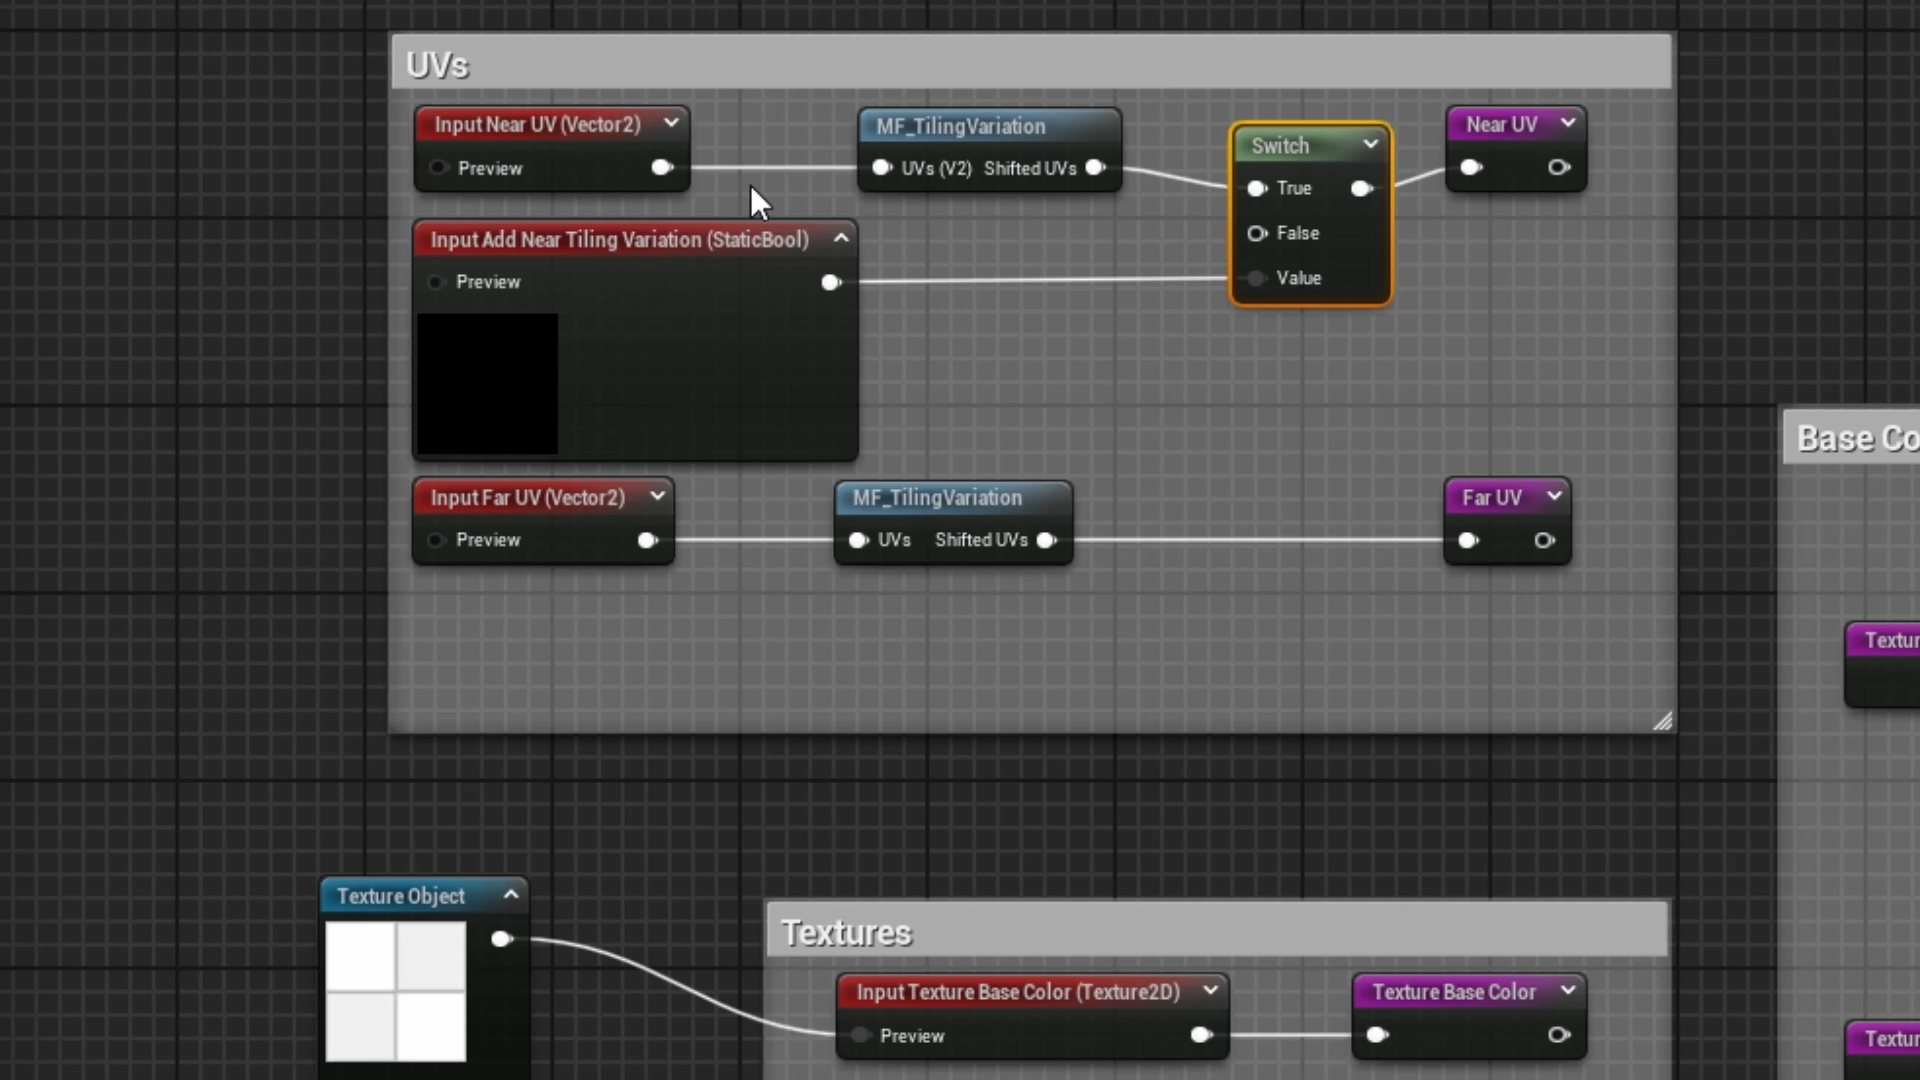 UVs
Input Near UV (Vector2)
Preview
MF_TilingVariation
UVs (V2) Shifted UVs
Switch
True
False
Value
Near UV
Input Add Near Tiling Variation (StaticBool)
Preview
Input Far UV (Vector2)
Preview
MF_TilingVariation
UVs Shifted UVs
Far UV
Base Co
Textur
Texture Object
Textures
Input Texture Base Color (Texture2D)
Preview
Texture Base Color
Textur